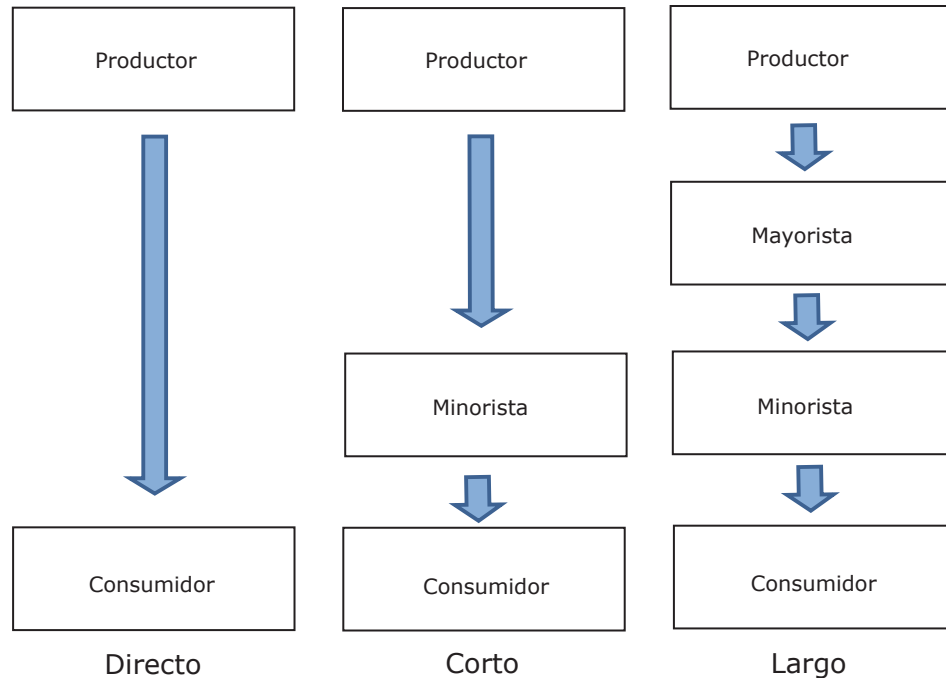 Productor
Productor
Productor
Mayorista
Minorista
Minorista
Consumidor
Consumidor
Consumidor
Directo
Corto
Largo